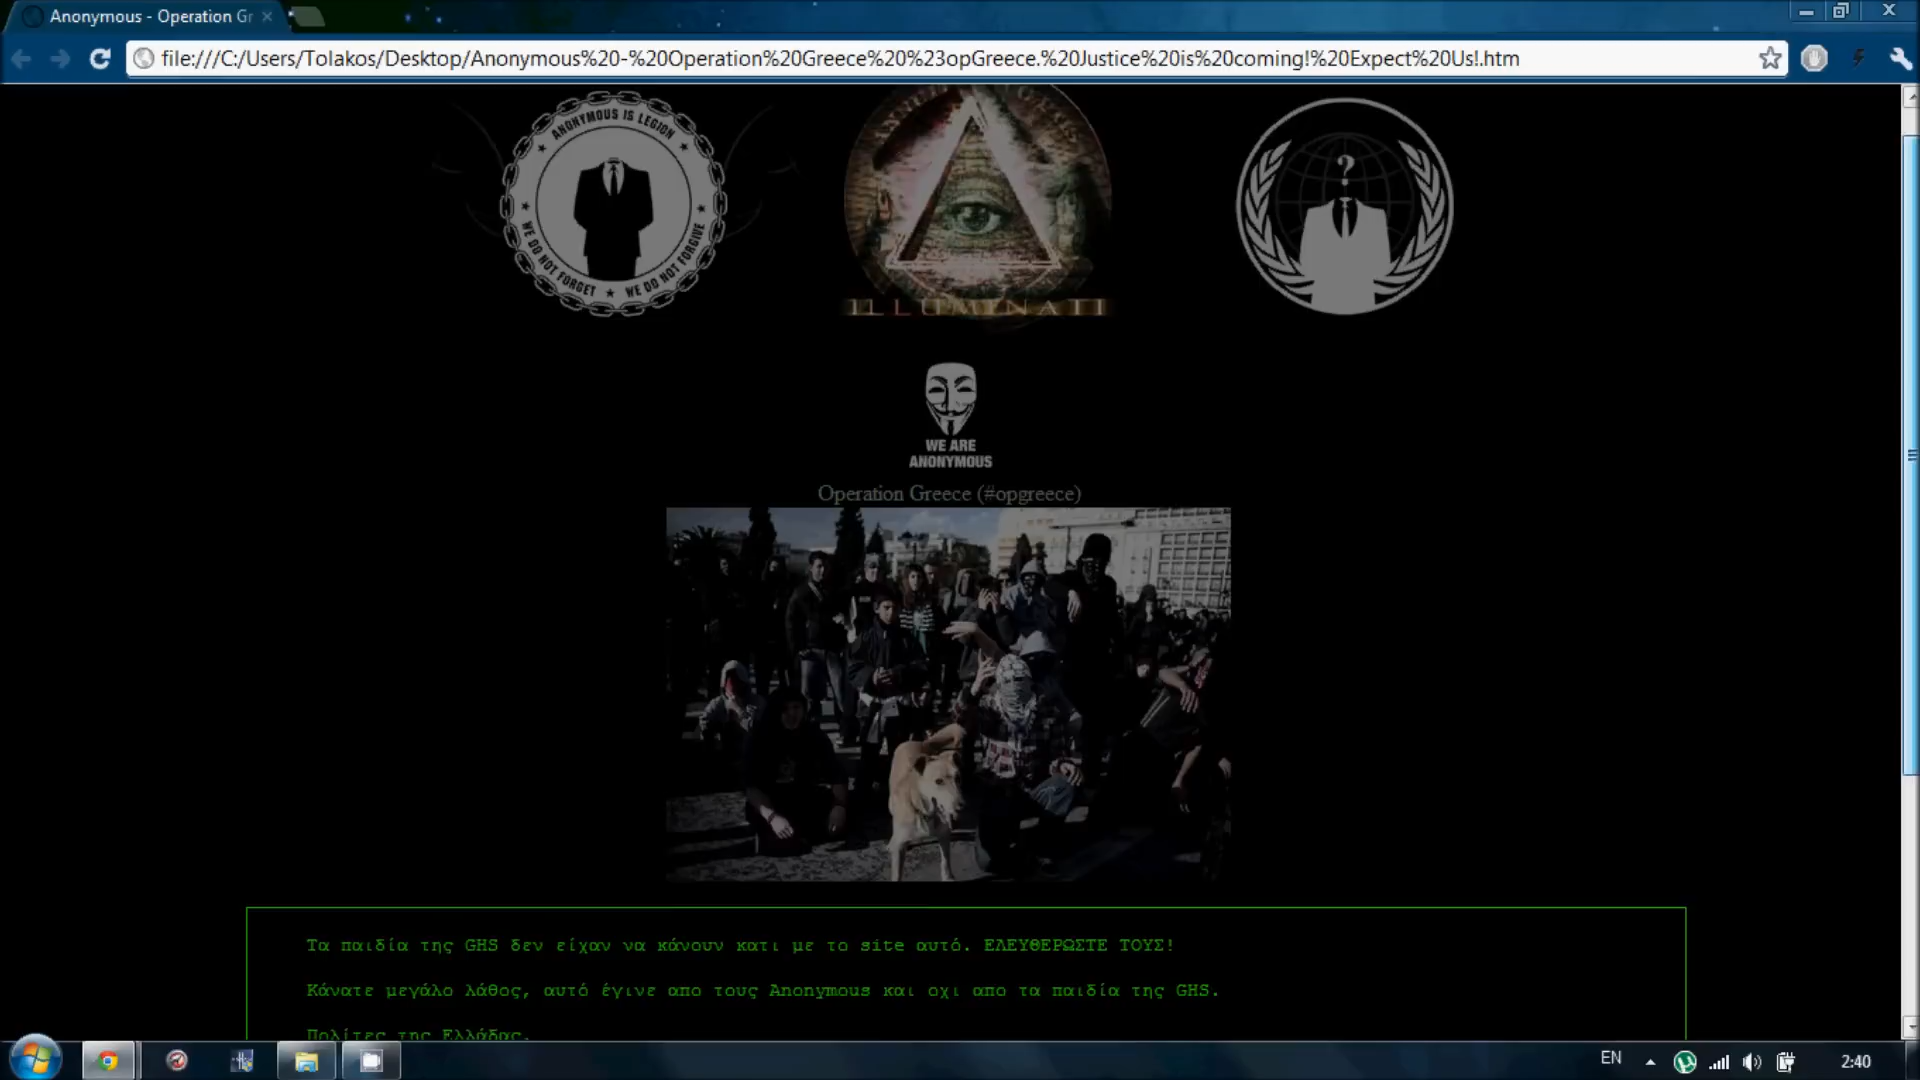 Anonymous - Operation Gr
file:///C:/Users/Tolakos/Desktop/Anonymous%20-%20Operation%20Greece%20%23opGreece.%20Justice%20is%20coming!%20Expect%20Us!.htm
ANONYMOUS IS LEGION
WE DO NOT FORGET ★ WE DO NOT FORGIVE
ILLUMINATI
?
WE ARE
ANONYMOUS
Operation Greece (#opgreece)
Τα παιδία της GHS δεν είχαν να κάνουν κατι με το site αυτό. ΕΛΕΥΘΕΡΩΣΤΕ ΤΟΥΣ!
Κάνατε μεγάλο λάθος, αυτό έγινε απο τους Anonymous και οχι απο τα παιδία της GHS.
Πολίτες της Ελλάδας.
EN
2:40